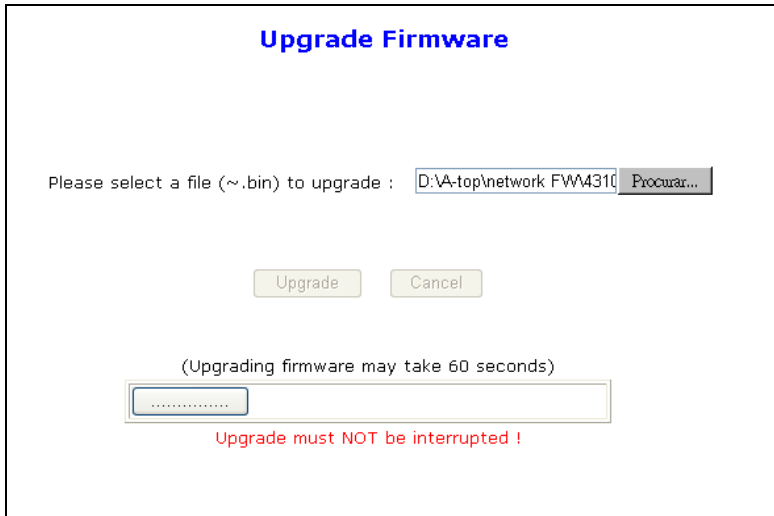 Upgrade Firmware
Please select a file (~.bin) to upgrade : D:\A-top\network FW\4310 Procurar...
Upgrade Cancel
(Upgrading firmware may take 60 seconds)
...............
Upgrade must NOT be interrupted !